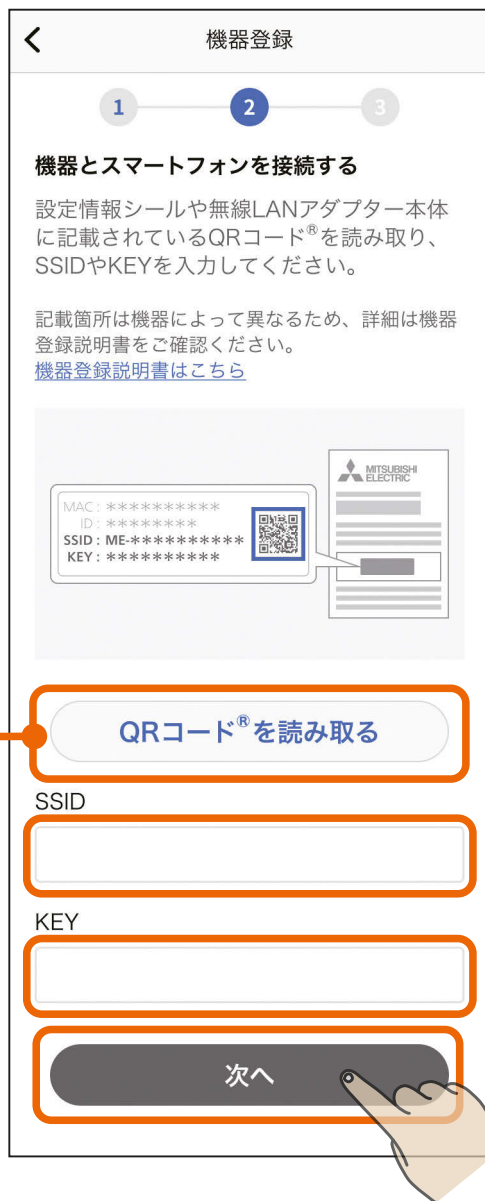 機器登録
1 2 3
機器とスマートフォンを接続する
設定情報シールや無線LANアダプター本体
に記載されているQRコード®を読み取り、
SSIDやKEYを入力してください。
記載箇所は機器によって異なるため、詳細は機器
登録説明書をご確認ください。
機器登録説明書はこちら
MITSUBISHI
ELECTRIC
MAC : **********
ID : ********
SSID : ME-**********
KEY : **********
QRコード®を読み取る
SSID
KEY
次へ